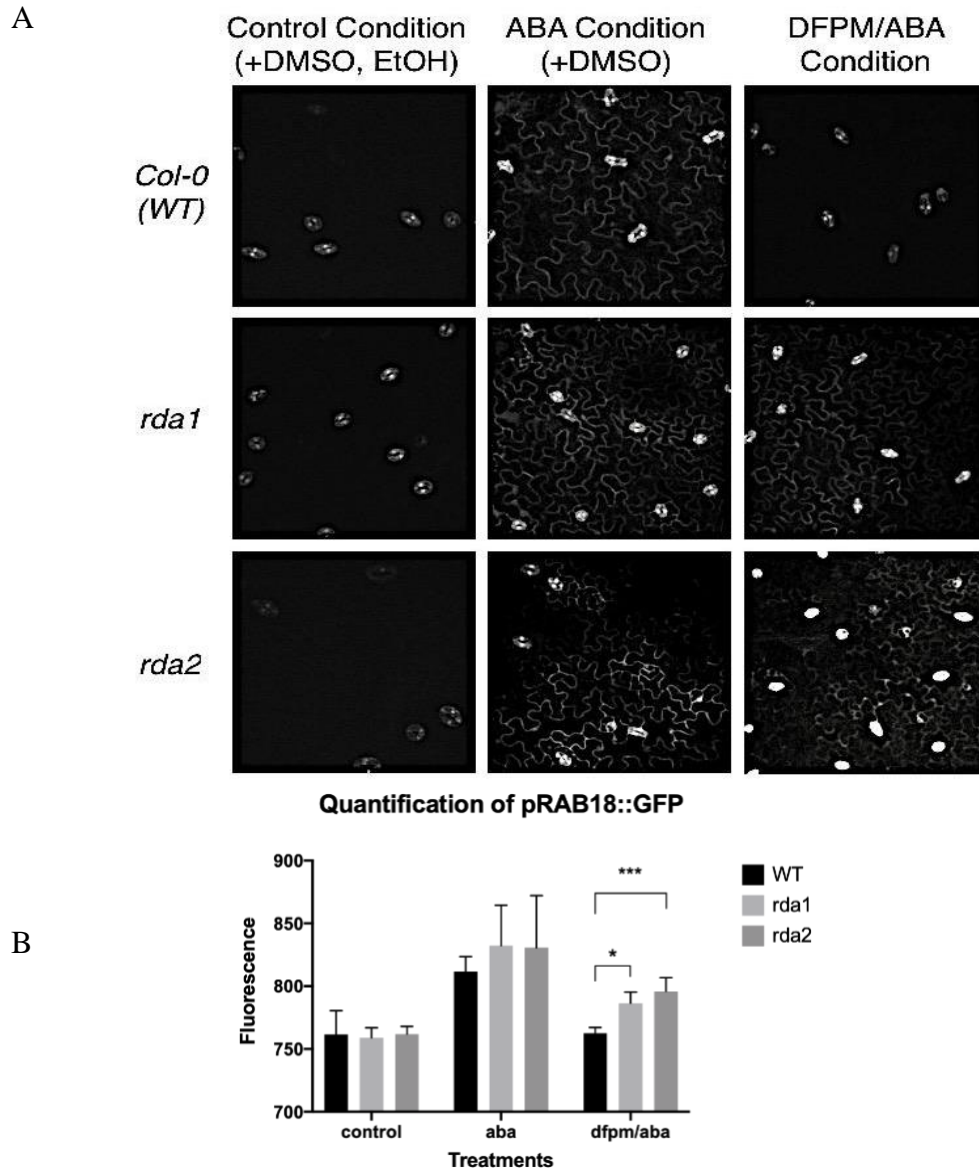 A
Control Condition
(+DMSO, EtOH)
ABA Condition
(+DMSO)
DFPM/ABA
Condition
Col-0
(WT)
rda1
rda2
Quantification of pRAB18::GFP
B
Fluorescence
900
850
800
750
700
***
*
WT
rda1
rda2
control
aba
dfpm/aba
Treatments